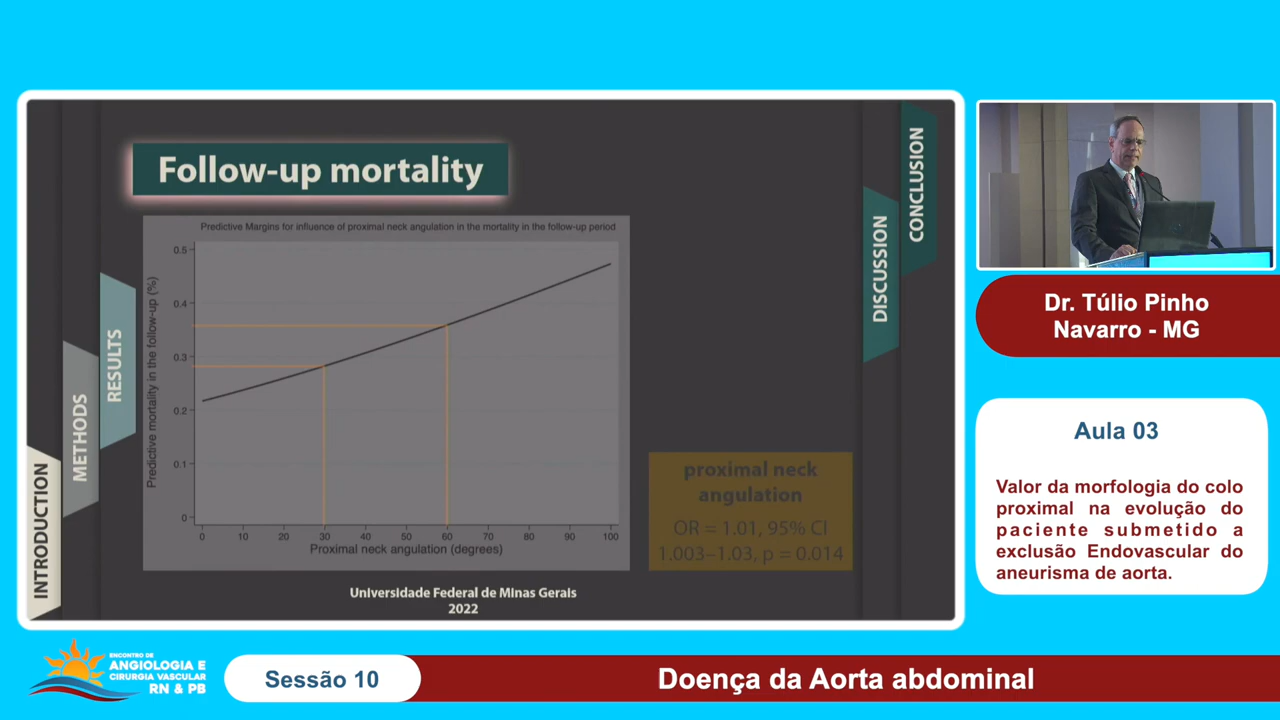 Follow-up mortality
Predictive Margins for influence of proximal neck angulation in the mortality in the follow-up period
Predictive mortality in the follow-up (%)
0.5
0.4
0.3
0.2
0.1
0
0 10 20 30 40 50 60 70 80 90 100
Proximal neck angulation (degrees)
proximal neck
angulation
OR = 1.01, 95% CI
1.003–1.03, p = 0.014
Universidade Federal de Minas Gerais
2022
INTRODUCTION
METHODS
RESULTS
DISCUSSION
CONCLUSION
Dr. Túlio Pinho
Navarro - MG
Aula 03
Valor da morfologia do colo
proximal na evolução do
paciente submetido a
exclusão Endovascular do
aneurisma de aorta.
ENCONTRO DE
ANGIOLOGIA E
CIRURGIA VASCULAR
RN & PB
Sessão 10
Doença da Aorta abdominal